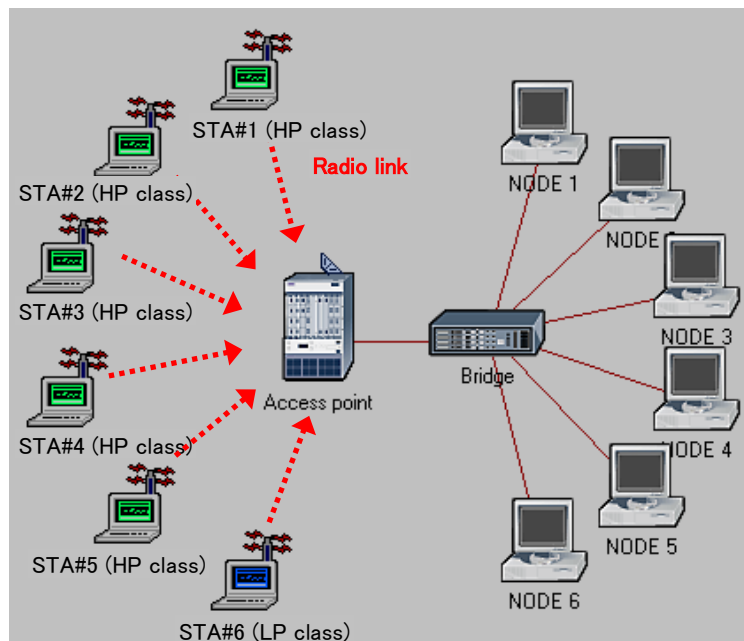 STA#1 (HP class)
Radio link
STA#2 (HP class)
NODE 1
NODE
STA#3 (HP class)
NODE 3
Bridge
Access point
STA#4 (HP class)
NODE 4
STA#5 (HP class)
NODE 5
NODE 6
STA#6 (LP class)